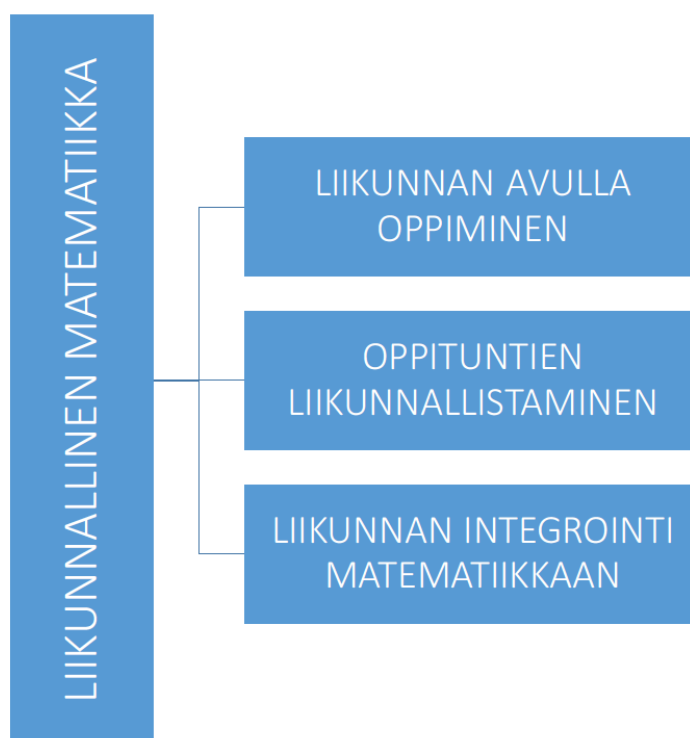 LIIKUNNALLINEN MATEMATIIKKA
LIIKUNNAN AVULLA
OPPIMINEN
OPPITUNTIEN
LIIKUNNALLISTAMINEN
LIIKUNNAN INTEGROINTI
MATEMATIIKKAAN